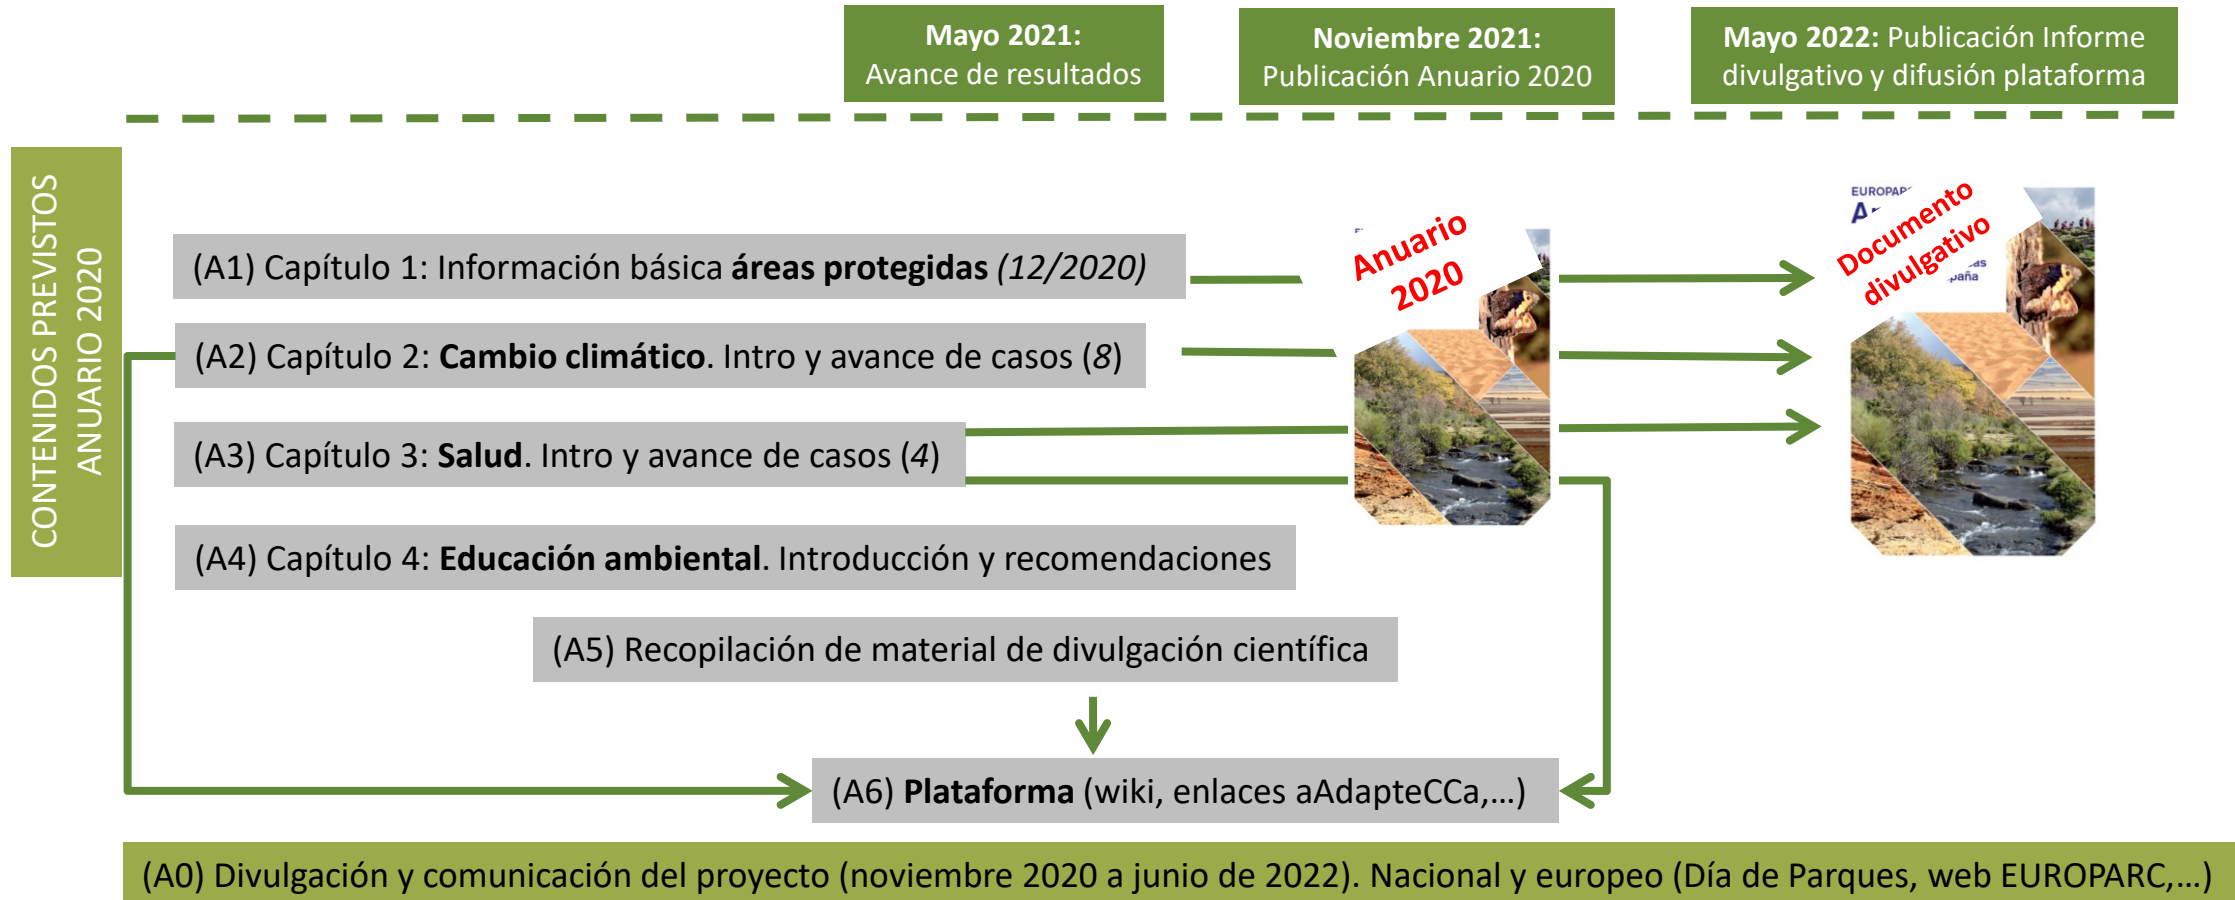 Mayo 2021:
Avance de resultados
Noviembre 2021:
Publicación Anuario 2020
Mayo 2022: Publicación Informe
divulgativo y difusión plataforma
CONTENIDOS PREVISTOS
ANUARIO 2020
(A1) Capítulo 1: Información básica áreas protegidas (12/2020)
(A2) Capítulo 2: Cambio climático. Intro y avance de casos (8)
(A3) Capítulo 3: Salud. Intro y avance de casos (4)
(A4) Capítulo 4: Educación ambiental. Introducción y recomendaciones
(A5) Recopilación de material de divulgación científica
(A6) Plataforma (wiki, enlaces aAdapteCCa,...)
Anuario
2020
Documento
divulgativo
(A0) Divulgación y comunicación del proyecto (noviembre 2020 a junio de 2022). Nacional y europeo (Día de Parques, web EUROPARC,...)